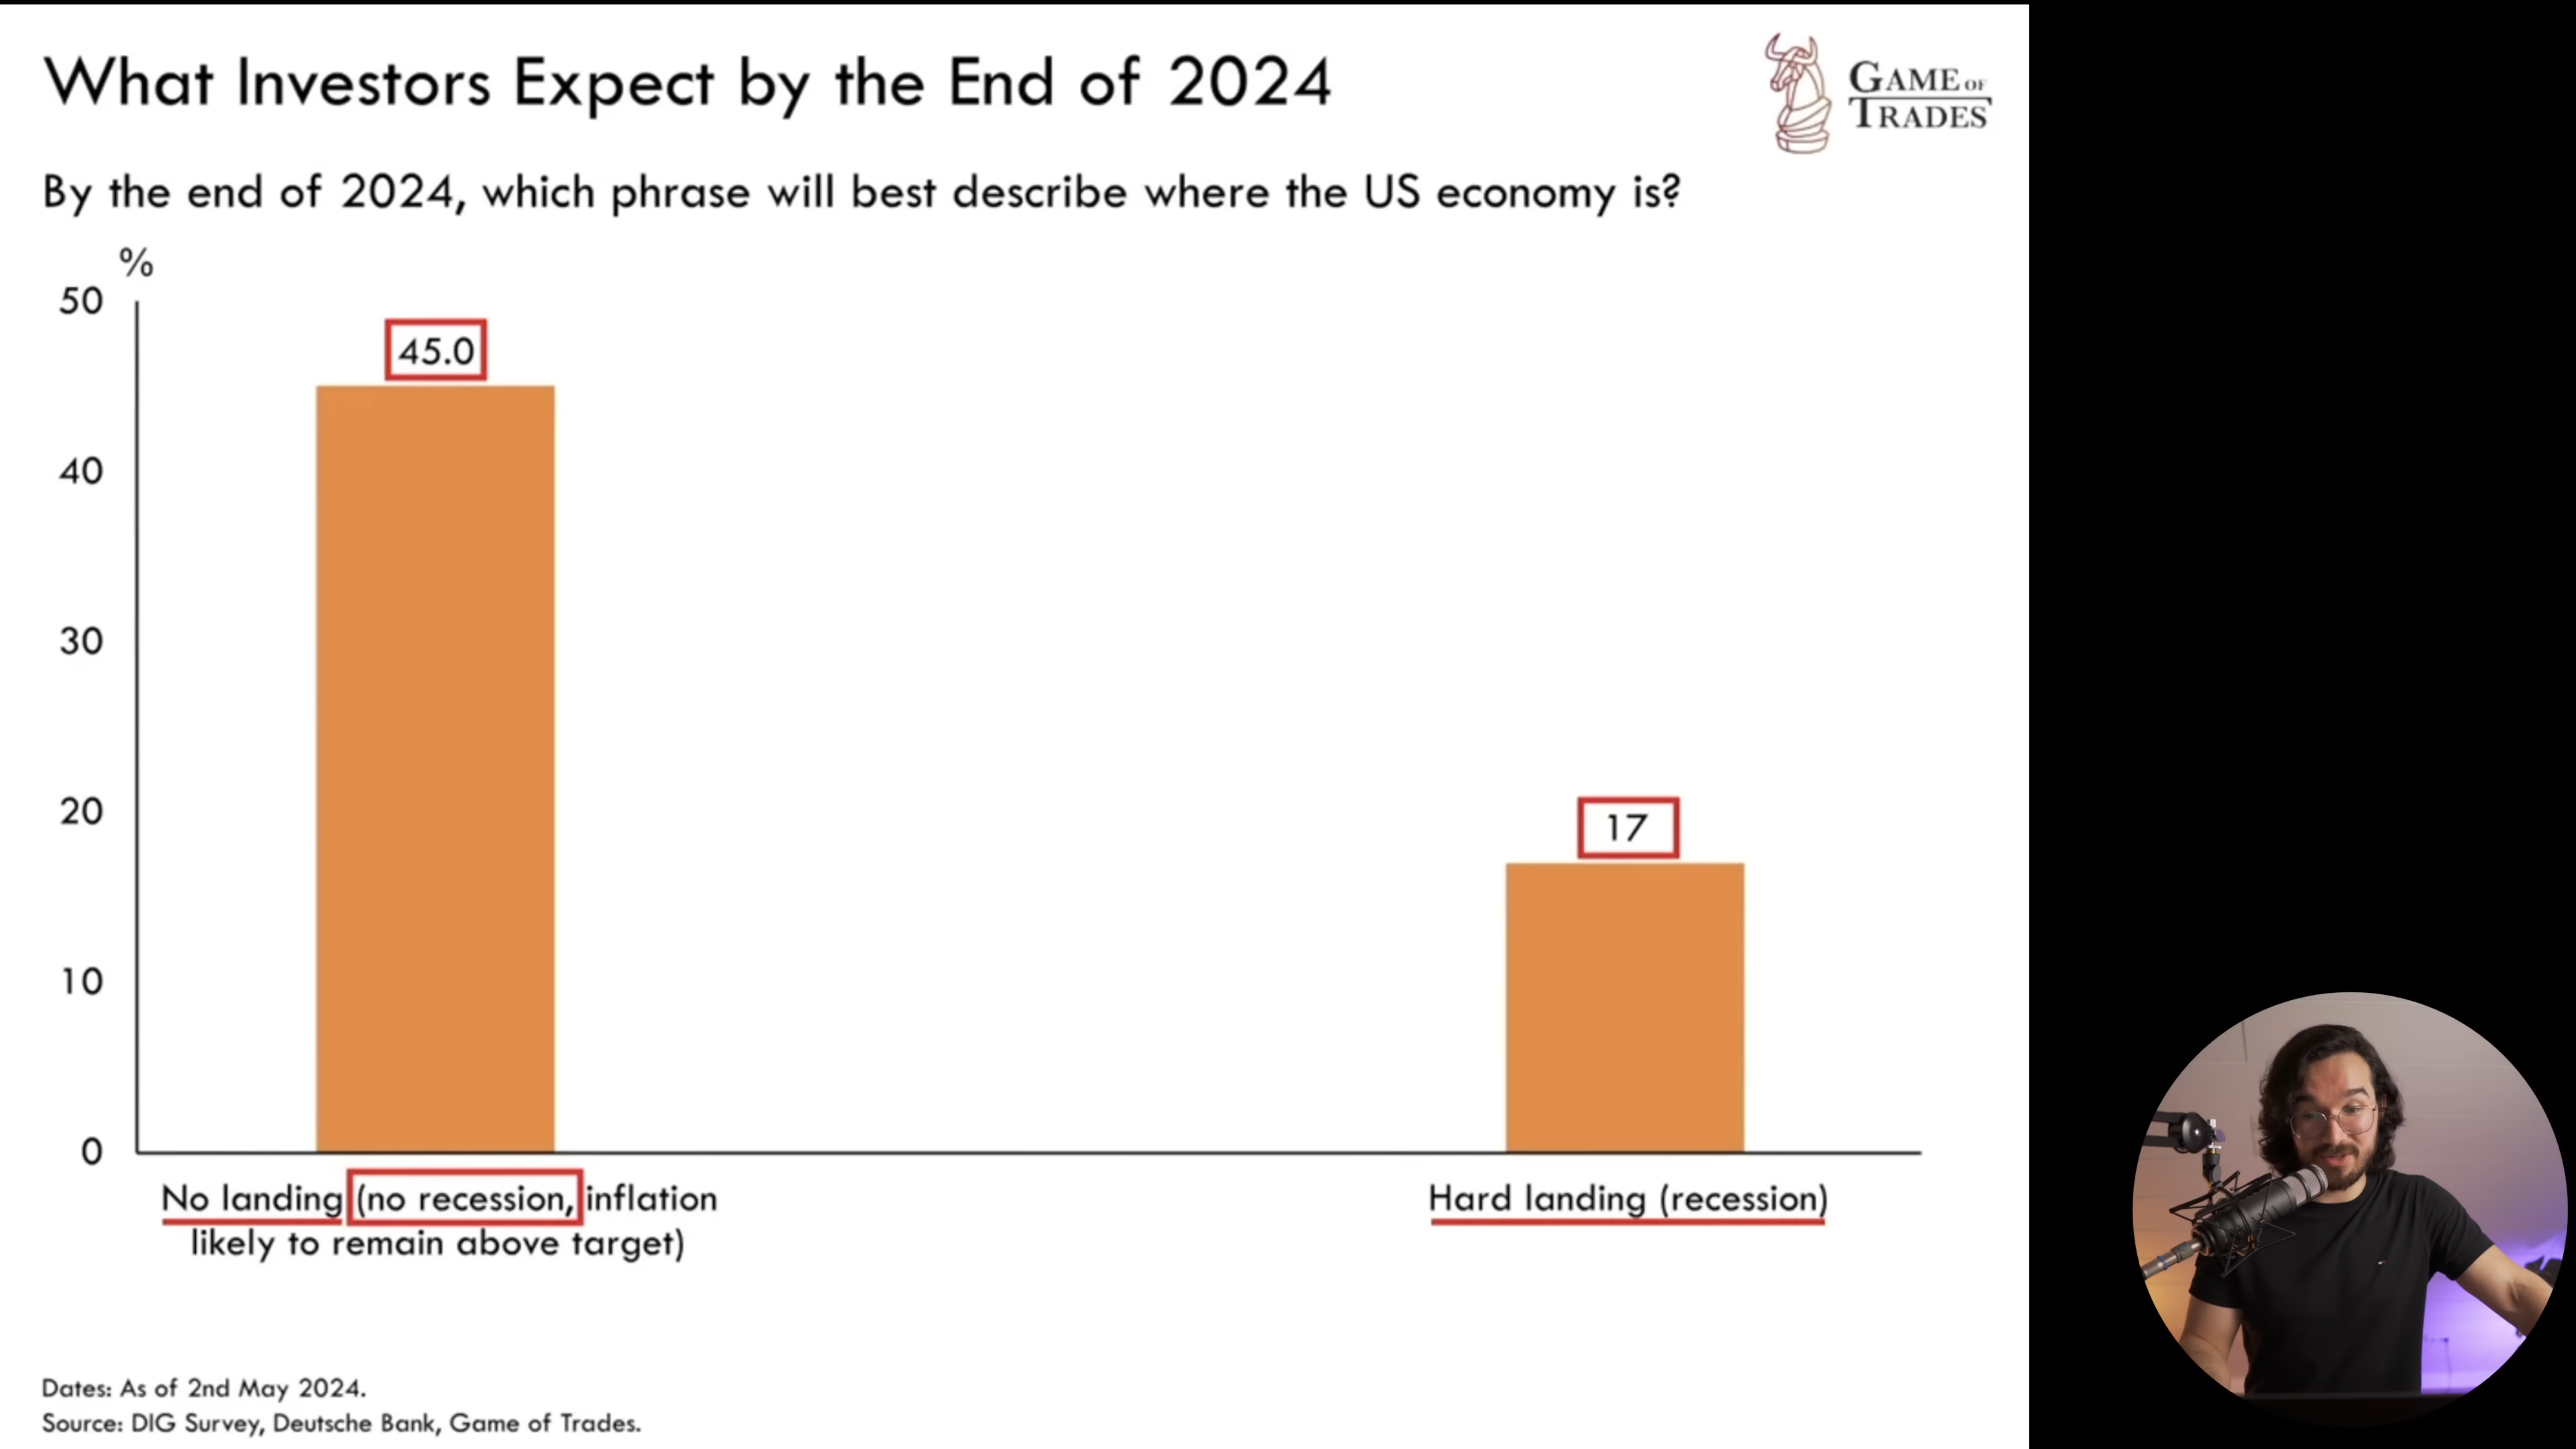 What Investors Expect by the End of 2024
GAME OF
TRADES
By the end of 2024, which phrase will best describe where the US economy is?
%
50
45.0
40
30
20
17
10
0
No landing (no recession, inflation
likely to remain above target)
Hard landing (recession)
Dates: As of 2nd May 2024.
Source: DIG Survey, Deutsche Bank, Game of Trades.